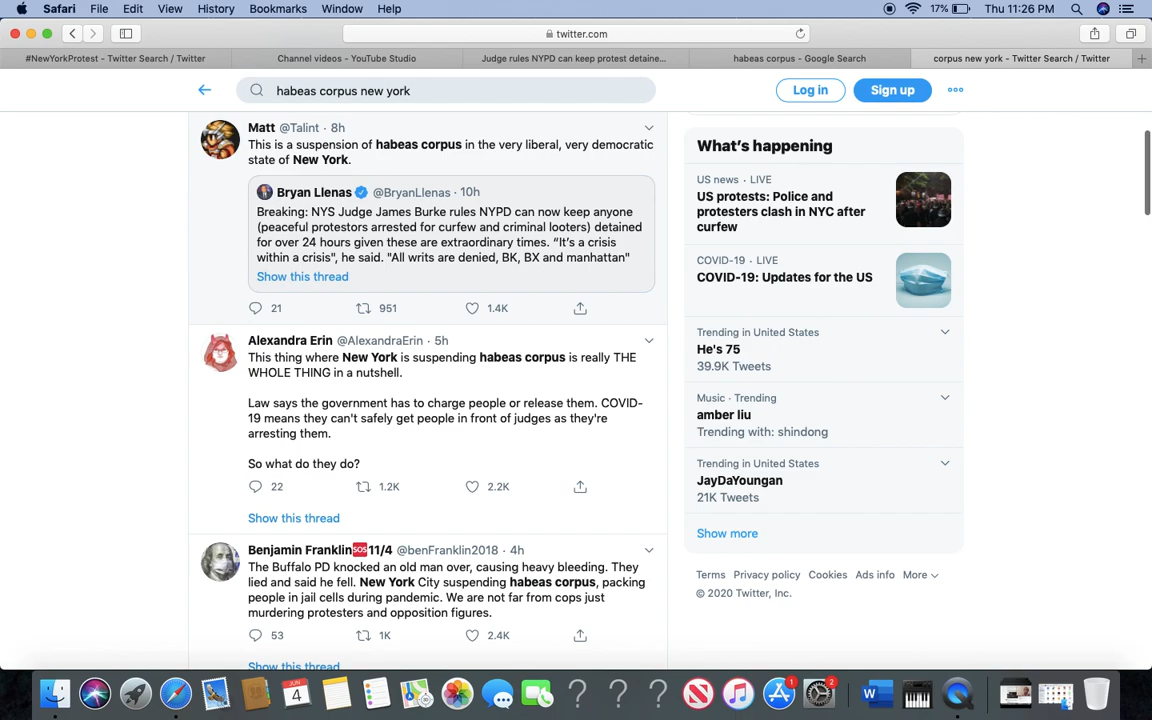 Safari File Edit View History Bookmarks Window Help 17% Thu 11:26 PM
twitter.com
#NewYorkProtest - Twitter Search / Twitter
Channel videos - YouTube Studio
Judge rules NYPD can keep protest detaine...
habeas corpus - Google Search
corpus new york - Twitter Search / Twitter
habeas corpus new york
Log in
Sign up
Matt @Talint · 8h
This is a suspension of habeas corpus in the very liberal, very democratic
state of New York.
Bryan Llenas @BryanLlenas · 10h
Breaking: NYS Judge James Burke rules NYPD can now keep anyone
(peaceful protestors arrested for curfew and criminal looters) detained
for over 24 hours given these are extraordinary times. “It’s a crisis
within a crisis", he said. "All writs are denied, BK, BX and manhattan"
Show this thread
21 951 1.4K
Alexandra Erin @AlexandraErin · 5h
This thing where New York is suspending habeas corpus is really THE
WHOLE THING in a nutshell.
Law says the government has to charge people or release them. COVID-
19 means they can't safely get people in front of judges as they're
arresting them.
So what do they do?
22 1.2K 2.2K
Show this thread
Benjamin Franklin🆘11/4 @benFranklin2018 · 4h
The Buffalo PD knocked an old man over, causing heavy bleeding. They
lied and said he fell. New York City suspending habeas corpus, packing
people in jail cells during pandemic. We are not far from cops just
murdering protesters and opposition figures.
53 1K 2.4K
Show this thread
What’s happening
US news · LIVE
US protests: Police and
protesters clash in NYC after
curfew
COVID-19 · LIVE
COVID-19: Updates for the US
Trending in United States
He's 75
39.9K Tweets
Music · Trending
amber liu
Trending with: shindong
Trending in United States
JayDaYoungan
21K Tweets
Show more
Terms Privacy policy Cookies Ads info More
© 2020 Twitter, Inc.
JUN
4
1
2